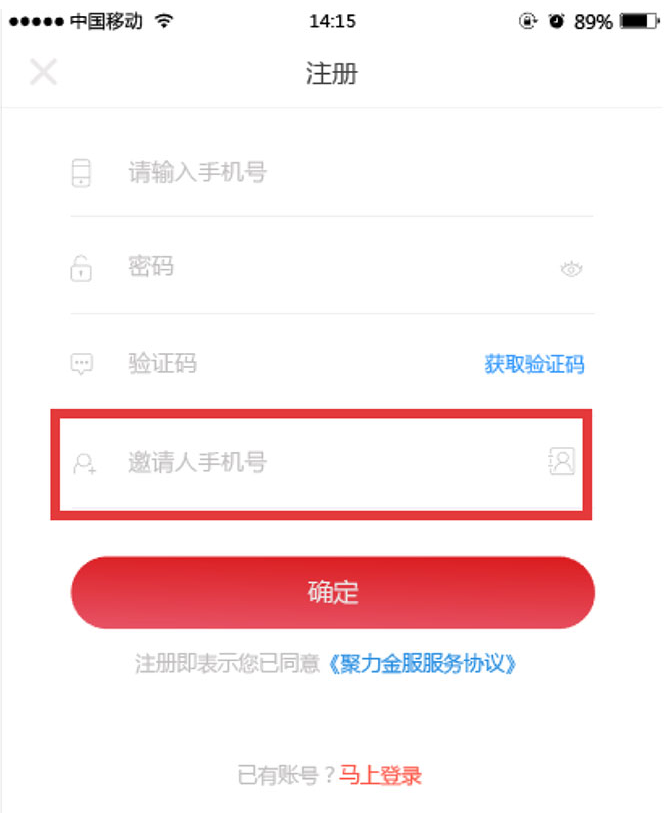 中国移动 14:15 89%
注册
请输入手机号
密码
验证码 获取验证码
邀请人手机号
确定
注册即表示您已同意《聚力金服服务协议》
已有账号？马上登录